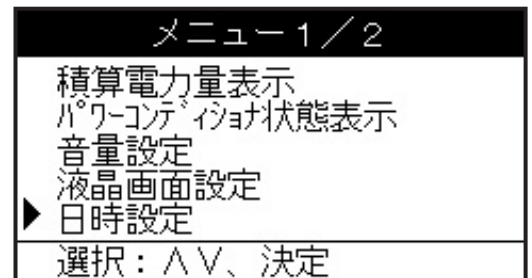 メニュー1／2
積算電力量表示
ﾊﾟﾜｰｺﾝﾃﾞｨｼｮﾅ状態表示
音量設定
液晶画面設定
▶日時設定
選択：∧∨、決定